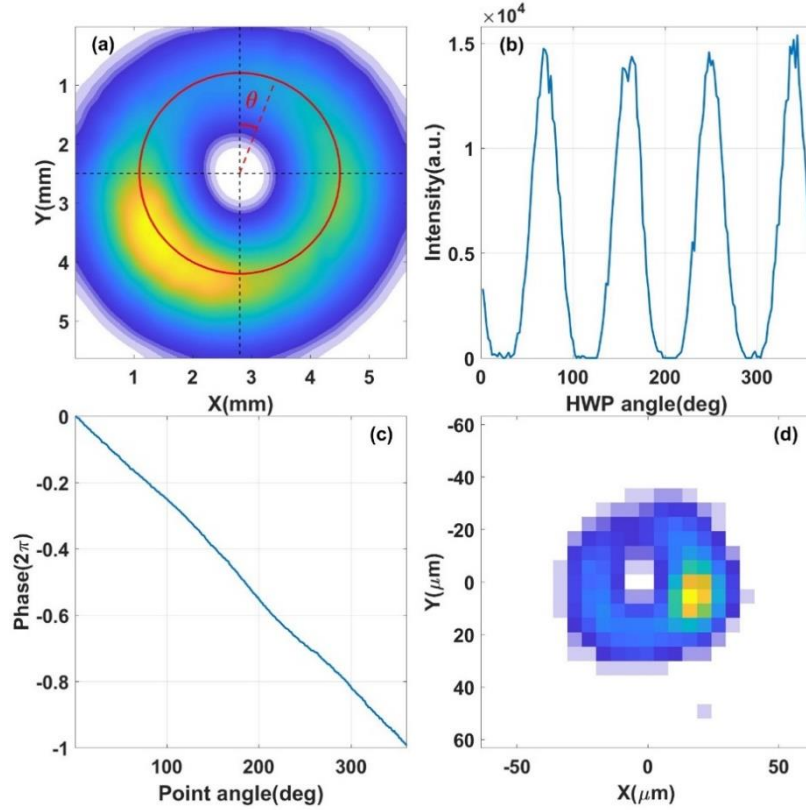 (a)
θ
1
2
3
4
5
Y(mm)
1 2 3 4 5
X(mm)
×10⁴
(b)
1.5
1
0.5
0
Intensity(a.u.)
0 100 200 300
HWP angle(deg)
(c)
0
-0.2
-0.4
-0.6
-0.8
-1
Phase(2π)
100 200 300
Point angle(deg)
(d)
-60
-40
-20
0
20
40
60
Y(μm)
-50 0 50
X(μm)